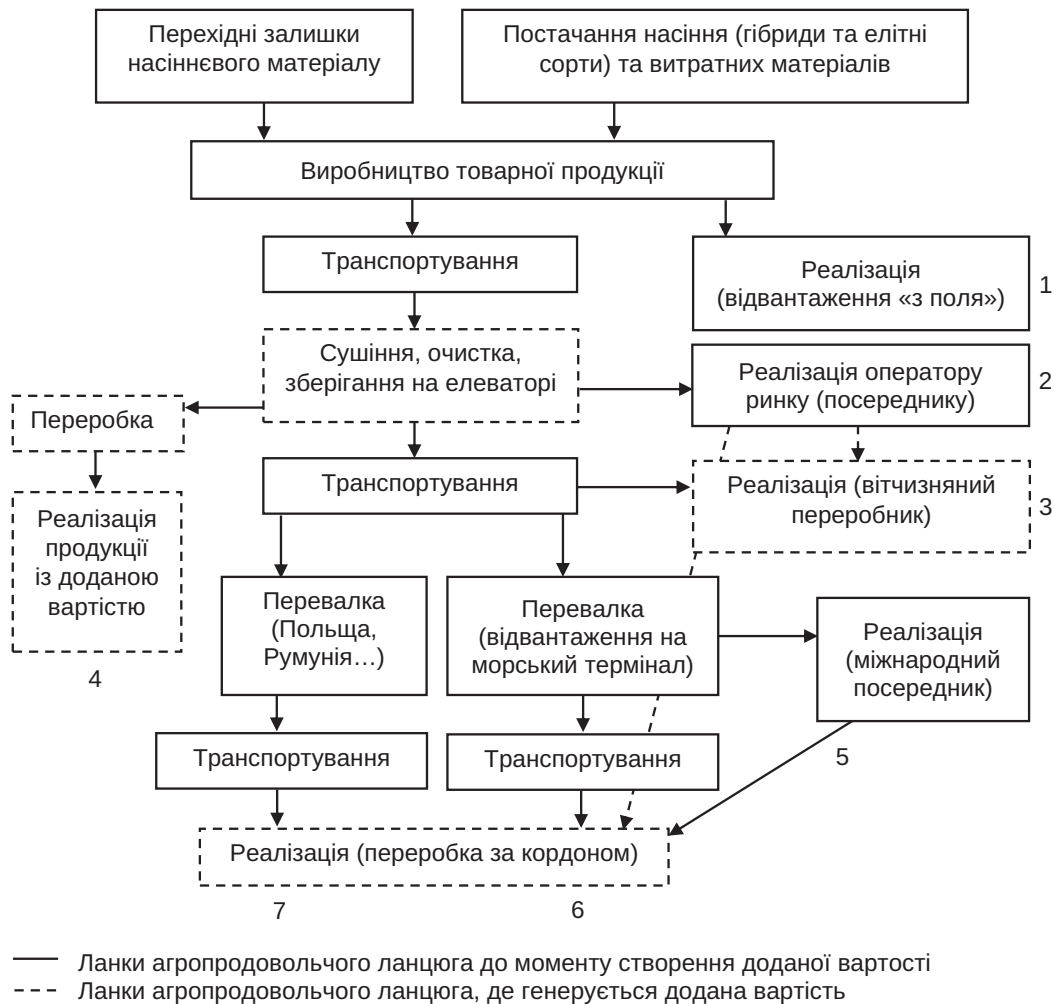 Перехідні залишки
насіннєвого матеріалу
Постачання насіння (гібриди та елітні
сорти) та витратних матеріалів
Виробництво товарної продукції
Транспортування
Реалізація
(відвантаження «з поля»)
1
Сушіння, очистка,
зберігання на елеваторі
Реалізація оператору
ринку (посереднику)
2
Переробка
Транспортування
Реалізація (вітчизняний
переробник)
3
Реалізація
продукції
із доданою
вартістю
4
Перевалка
(Польща,
Румунія…)
Перевалка
(відвантаження на
морський термінал)
Реалізація
(міжнародний
посередник)
5
Транспортування
Транспортування
Реалізація (переробка за кордоном)
7
6
Ланки агропродовольчого ланцюга до моменту створення доданої вартості
Ланки агропродовольчого ланцюга, де генерується додана вартість